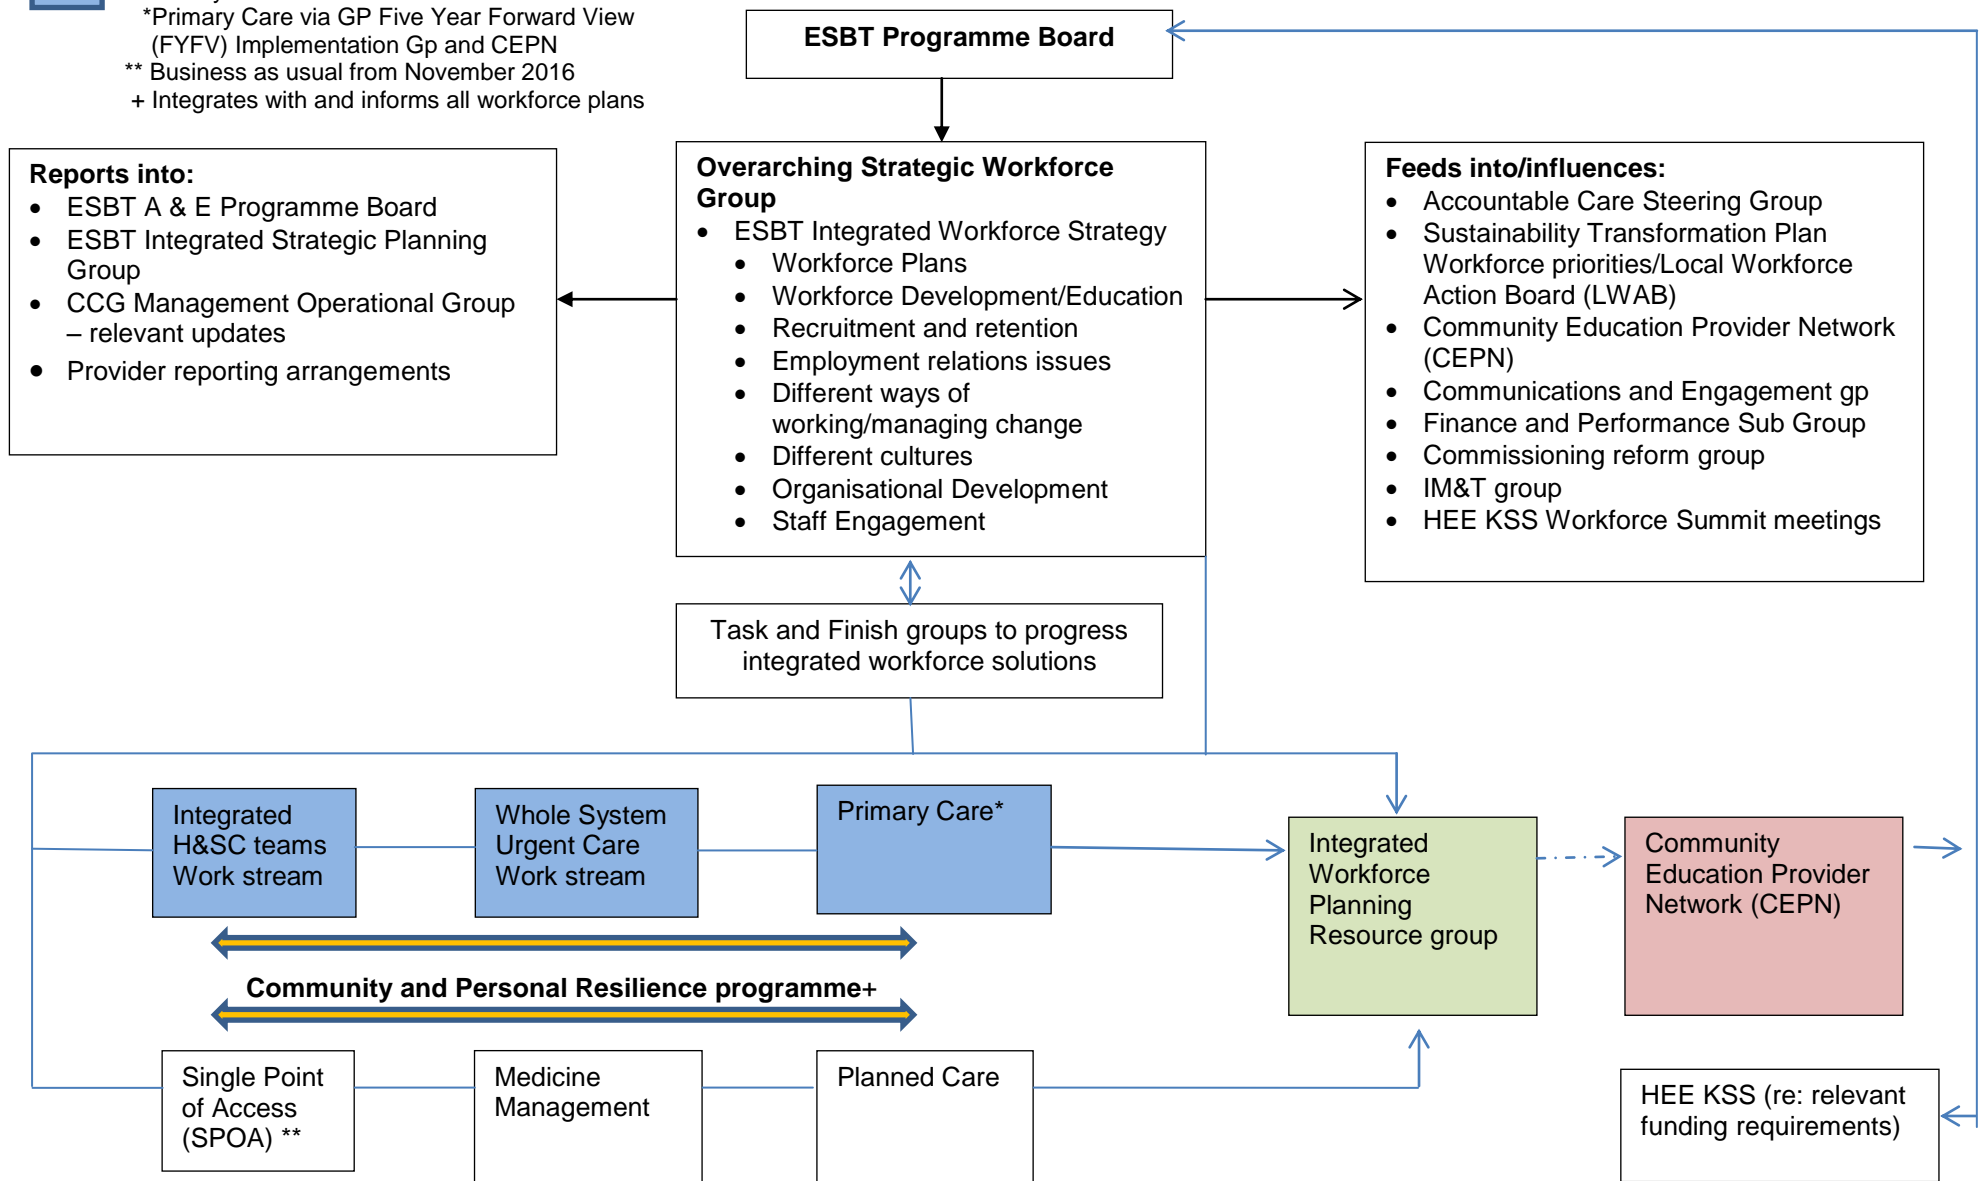 *Primary Care via GP Five Year Forward View
(FYFV) Implementation Gp and CEPN
** Business as usual from November 2016
+ Integrates with and informs all workforce plans
ESBT Programme Board
Reports into:
• ESBT A & E Programme Board
• ESBT Integrated Strategic Planning
Group
• CCG Management Operational Group
– relevant updates
• Provider reporting arrangements
Overarching Strategic Workforce
Group
• ESBT Integrated Workforce Strategy
• Workforce Plans
• Workforce Development/Education
• Recruitment and retention
• Employment relations issues
• Different ways of
working/managing change
• Different cultures
• Organisational Development
• Staff Engagement
Feeds into/influences:
• Accountable Care Steering Group
• Sustainability Transformation Plan
Workforce priorities/Local Workforce
Action Board (LWAB)
• Community Education Provider Network
(CEPN)
• Communications and Engagement gp
• Finance and Performance Sub Group
• Commissioning reform group
• IM&T group
• HEE KSS Workforce Summit meetings
Task and Finish groups to progress
integrated workforce solutions
Integrated
H&SC teams
Work stream
Whole System
Urgent Care
Work stream
Primary Care*
Integrated
Workforce
Planning
Resource group
Community
Education Provider
Network (CEPN)
Community and Personal Resilience programme+
Single Point
of Access
(SPOA) **
Medicine
Management
Planned Care
HEE KSS (re: relevant
funding requirements)